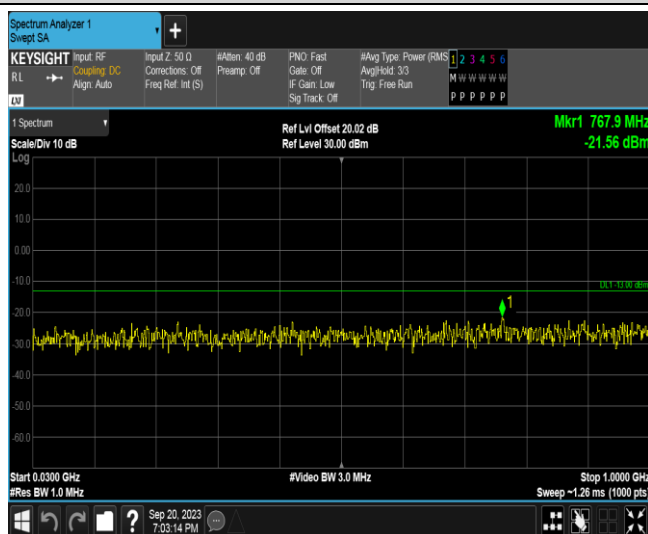 Spectrum Analyzer 1
Swept SA
+
KEYSIGHT
RL
LXI
Input: RF
Coupling: DC
Align: Auto
Input Z: 50 Ω
Corrections: Off
Freq Ref: Int (S)
#Atten: 40 dB
Preamp: Off
PNO: Fast
Gate: Off
IF Gain: Low
Sig Track: Off
#Avg Type: Power (RMS
Avg|Hold: 3/3
Trig: Free Run
1 2 3 4 5 6
M W W W W W
P P P P P P
1 Spectrum
Scale/Div 10 dB
Log
Ref Lvl Offset 20.02 dB
Ref Level 30.00 dBm
Mkr1 767.9 MHz
-21.56 dBm
20.0
10.0
0.00
-10.0
DL1 -13.00 dBm
1
-20.0
-30.0
-40.0
-50.0
-60.0
Start 0.0300 GHz
#Res BW 1.0 MHz
#Video BW 3.0 MHz
Stop 1.0000 GHz
Sweep ~1.26 ms (1000 pts)
?
Sep 20, 2023
7:03:14 PM